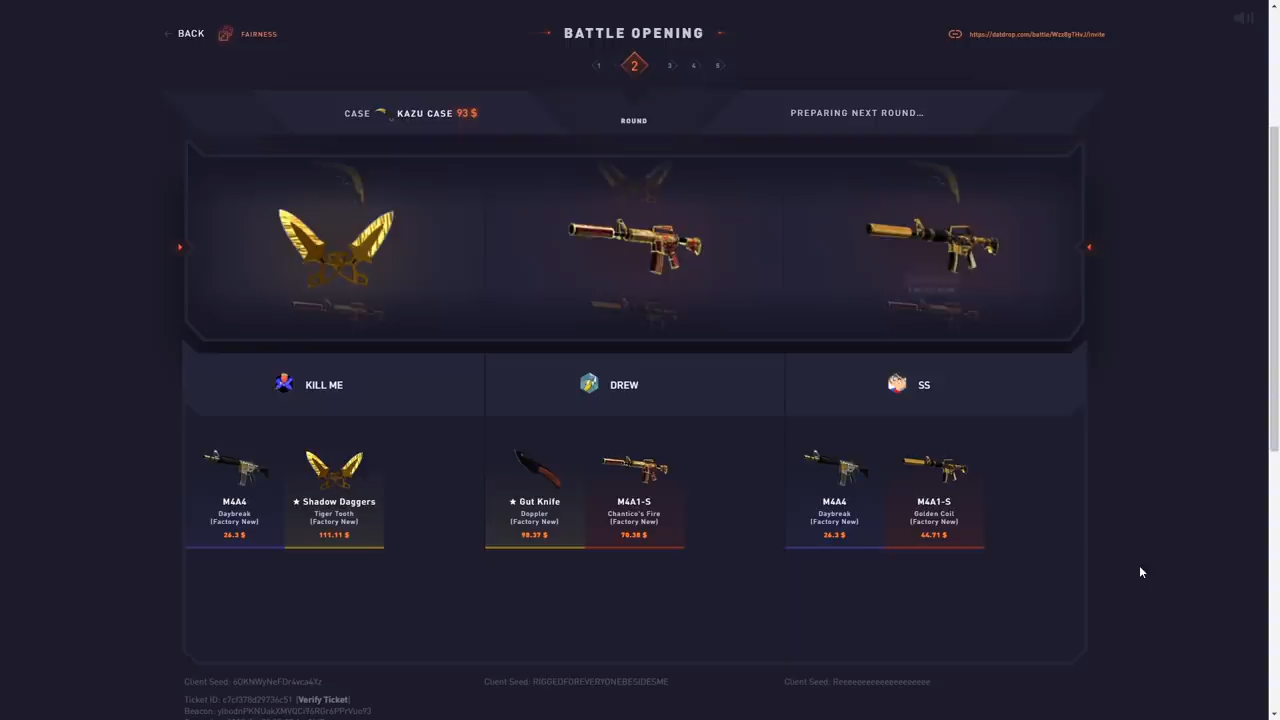 BACK
FAIRNESS
BATTLE OPENING
https://datdrop.com/battle/Wzz8gTHvJ/invite
1 2 3 4 5
CASE KAZU CASE 93 $
ROUND
PREPARING NEXT ROUND...
KILL ME
DREW
SS
M4A4
Daybreak
(Factory New)
26.3 $
★ Shadow Daggers
Tiger Tooth
(Factory New)
111.11 $
★ Gut Knife
Doppler
(Factory New)
98.37 $
M4A1-S
Chantico's Fire
(Factory New)
70.38 $
M4A4
Daybreak
(Factory New)
26.3 $
M4A1-S
Golden Coil
(Factory New)
44.71 $
Client Seed: 6OKNWyNeFDr4vca4Xz
Client Seed: RIGGEDFOREVERYONEBESIDESME
Client Seed: Reeeeeeeeeeeeeeeeee
Ticket ID: c7cf378d29736c51 [Verify Ticket]
Beacon: